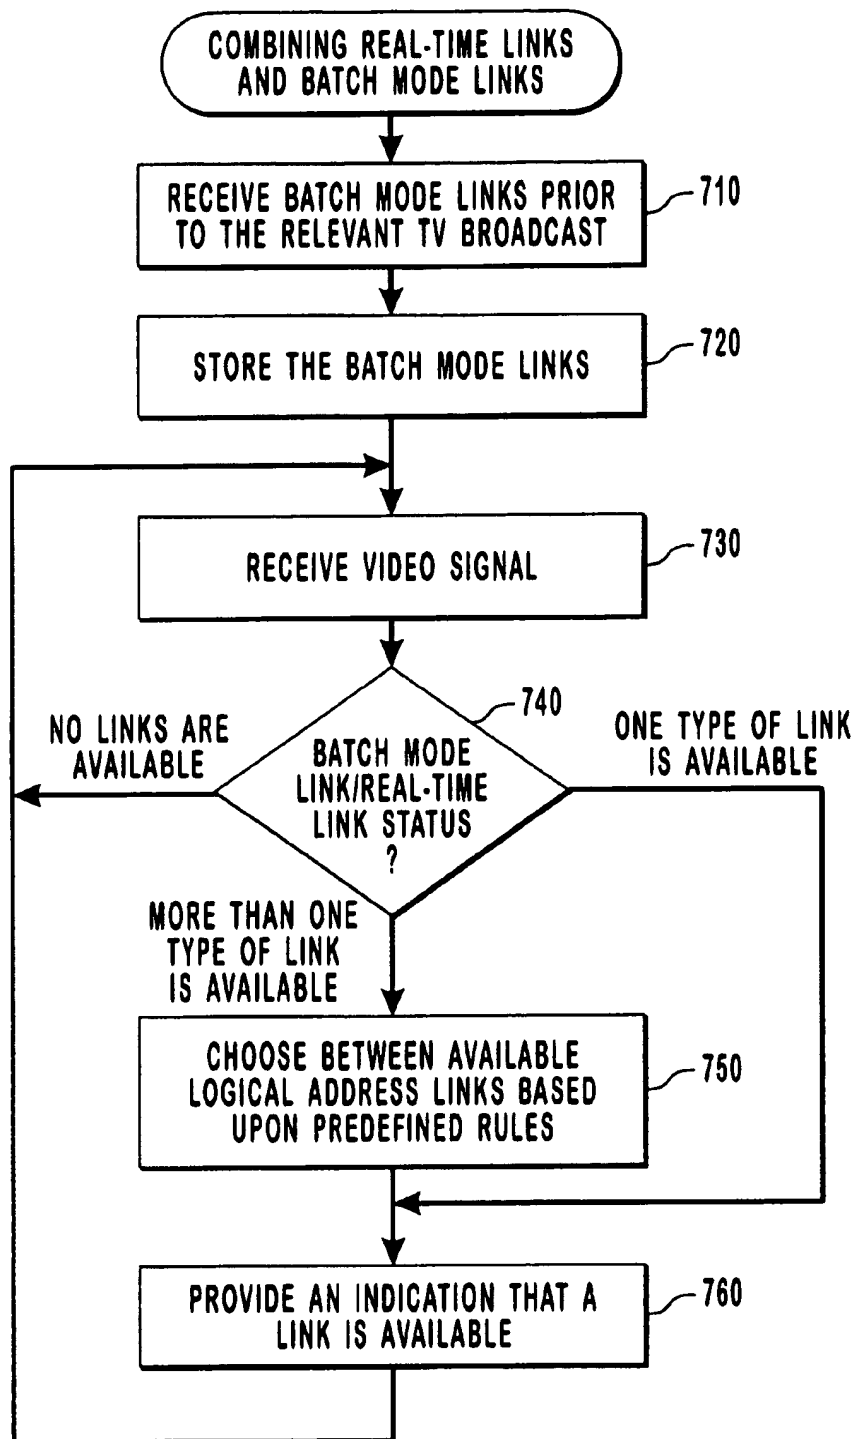 COMBINING REAL-TIME LINKS
AND BATCH MODE LINKS
RECEIVE BATCH MODE LINKS PRIOR
TO THE RELEVANT TV BROADCAST
710
STORE THE BATCH MODE LINKS
720
RECEIVE VIDEO SIGNAL
730
740
NO LINKS ARE
AVAILABLE
BATCH MODE
LINK/REAL-TIME
LINK STATUS
?
ONE TYPE OF LINK
IS AVAILABLE
MORE THAN ONE
TYPE OF LINK
IS AVAILABLE
CHOOSE BETWEEN AVAILABLE
LOGICAL ADDRESS LINKS BASED
UPON PREDEFINED RULES
750
PROVIDE AN INDICATION THAT A
LINK IS AVAILABLE
760